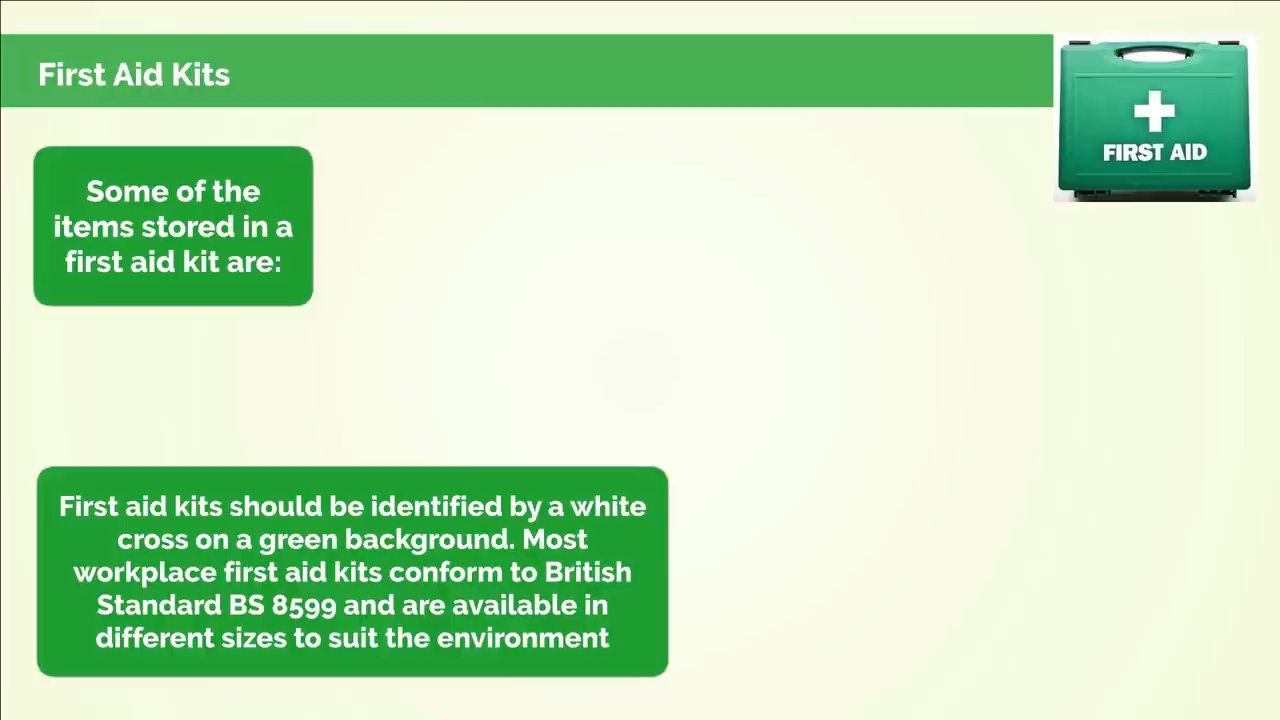 First Aid Kits
FIRST AID
Some of the
items stored in a
first aid kit are:
First aid kits should be identified by a white
cross on a green background. Most
workplace first aid kits conform to British
Standard BS 8599 and are available in
different sizes to suit the environment